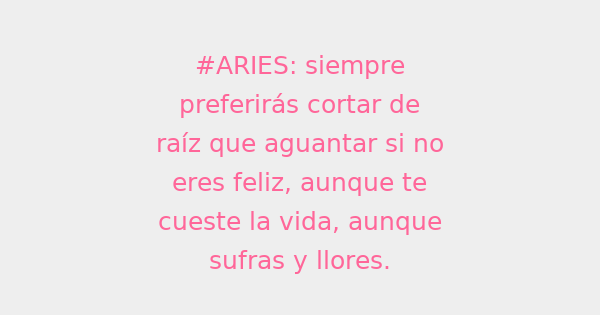 #ARIES: siempre
preferirás cortar de
raíz que aguantar si no
eres feliz, aunque te
cueste la vida, aunque
sufras y llores.